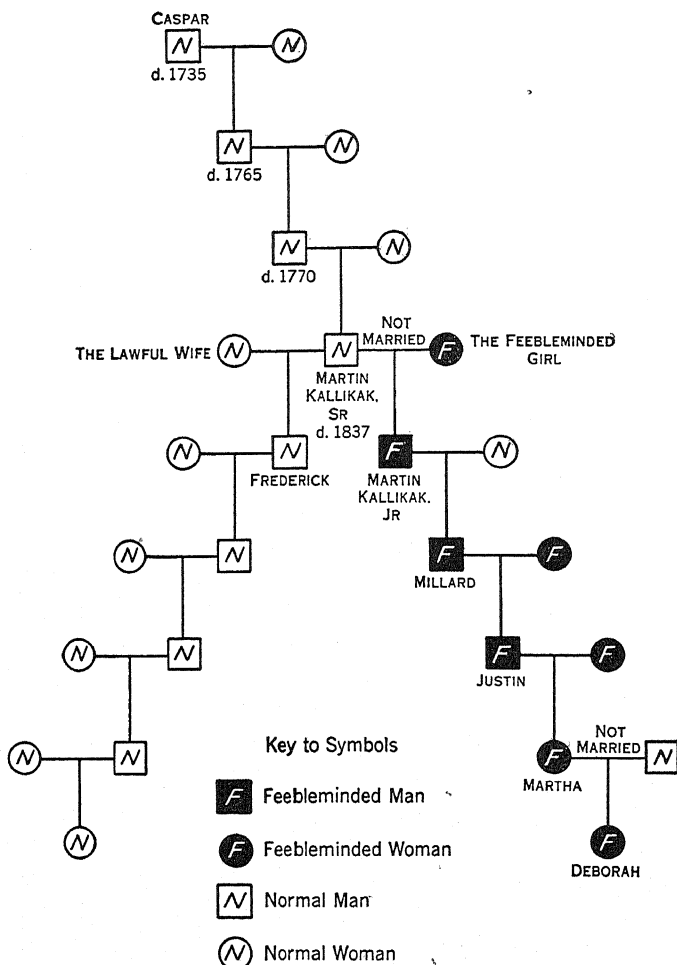 CASPAR
N N
d. 1735
N N
d. 1765
N N
d. 1770
NOT
MARRIED
THE LAWFUL WIFE N N F THE FEEBLEMINDED
GIRL
MARTIN
KALLIKAK,
SR
d. 1837
N N F N
FREDERICK
MARTIN
KALLIKAK.
JR
N N F F
MILLARD
N N F F
JUSTIN
NOT
MARRIED
N N F N
MARTHA
N F
DEBORAH
Key to Symbols
F Feebleminded Man
F Feebleminded Woman
N Normal Man
N Normal Woman